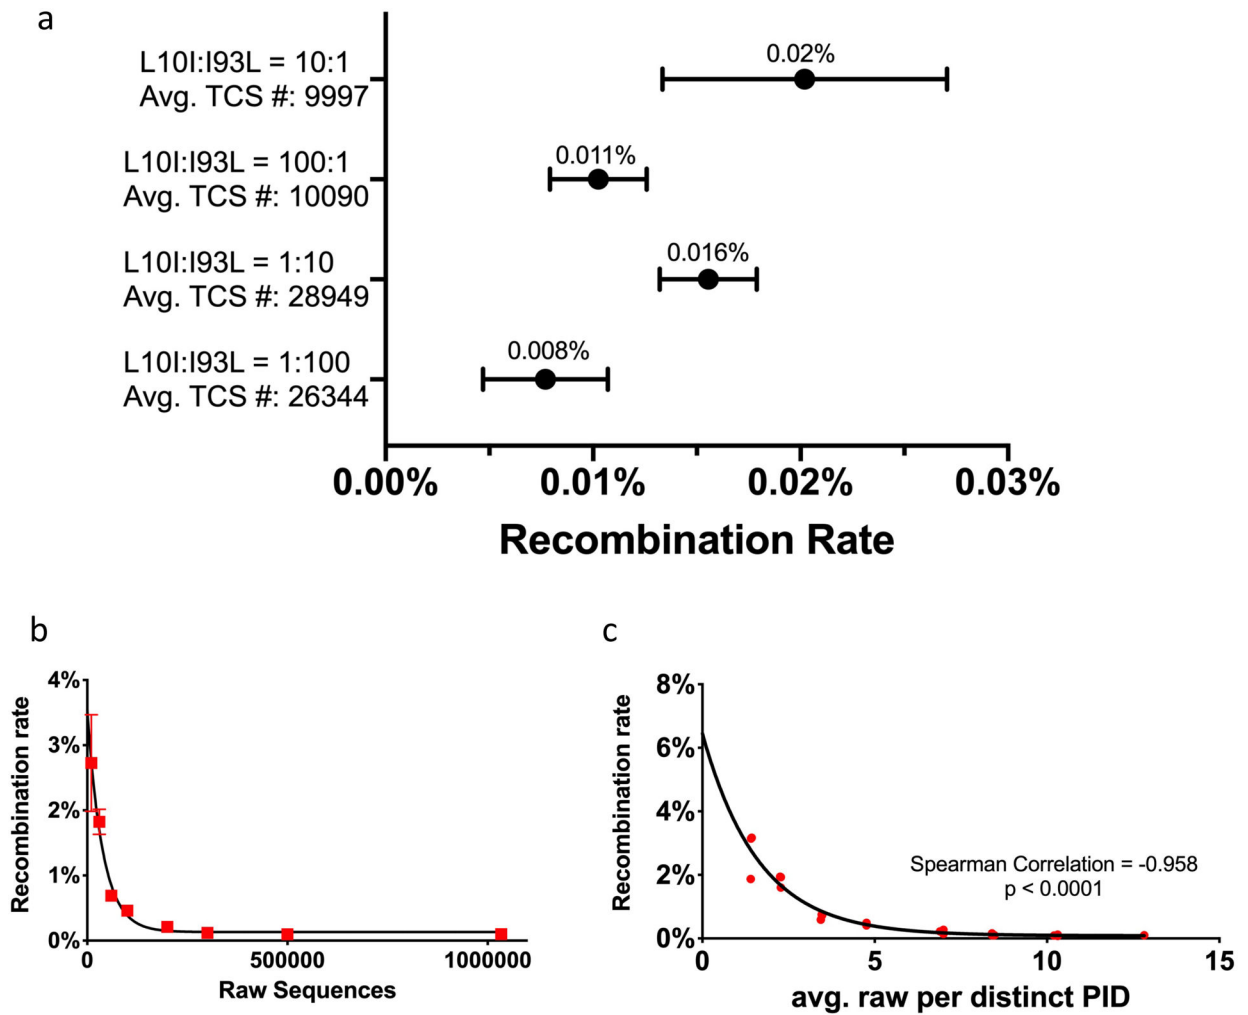 a
L10I:I93L = 10:1
Avg. TCS #: 9997
0.02%
L10I:I93L = 100:1
Avg. TCS #: 10090
0.011%
L10I:I93L = 1:10
Avg. TCS #: 28949
0.016%
L10I:I93L = 1:100
Avg. TCS #: 26344
0.008%
0.00% 0.01% 0.02% 0.03%
Recombination Rate
b
Recombination rate
4%
3%
2%
1%
0%
0 500000 1000000
Raw Sequences
c
Recombination rate
8%
6%
4%
2%
0%
Spearman Correlation = -0.958
p < 0.0001
0 5 10 15
avg. raw per distinct PID